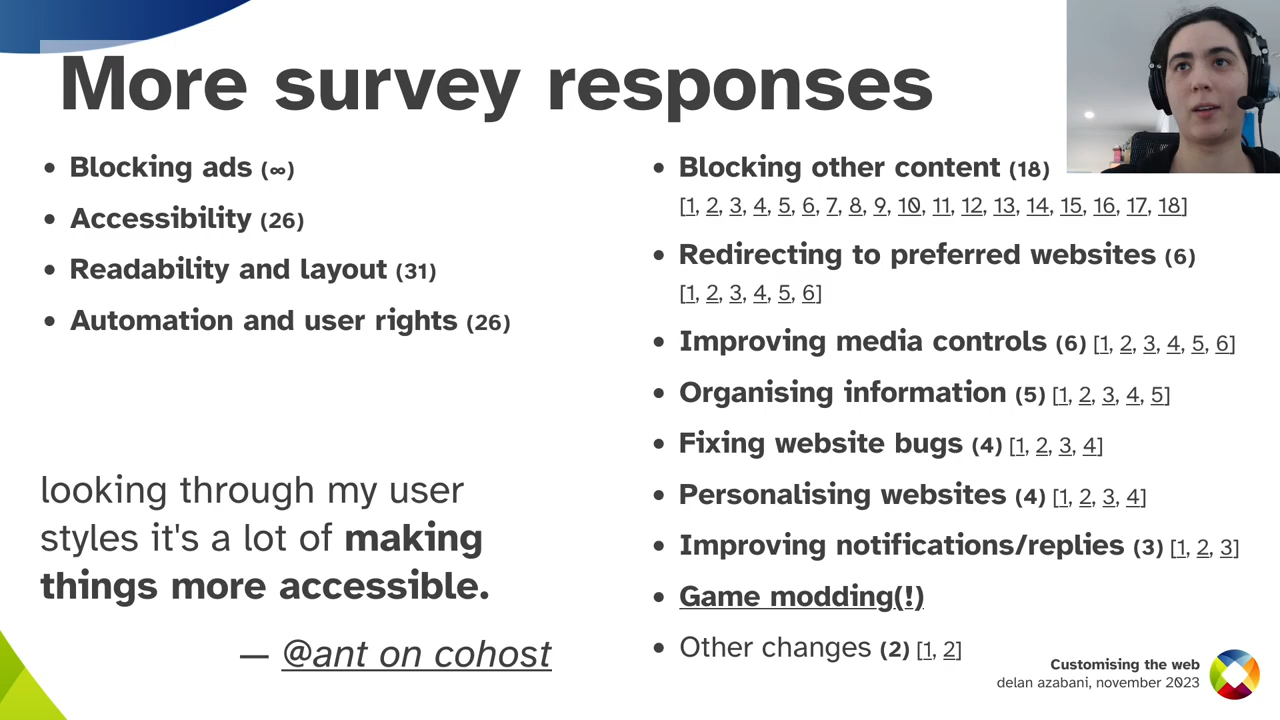 More survey responses
• Blocking ads (∞)
• Accessibility (26)
• Readability and layout (31)
• Automation and user rights (26)
looking through my user
styles it's a lot of making
things more accessible.
— @ant on cohost
• Blocking other content (18)
[1, 2, 3, 4, 5, 6, 7, 8, 9, 10, 11, 12, 13, 14, 15, 16, 17, 18]
• Redirecting to preferred websites (6)
[1, 2, 3, 4, 5, 6]
• Improving media controls (6) [1, 2, 3, 4, 5, 6]
• Organising information (5) [1, 2, 3, 4, 5]
• Fixing website bugs (4) [1, 2, 3, 4]
• Personalising websites (4) [1, 2, 3, 4]
• Improving notifications/replies (3) [1, 2, 3]
• Game modding(!)
• Other changes (2) [1, 2]
Customising the web
delan azabani, november 2023